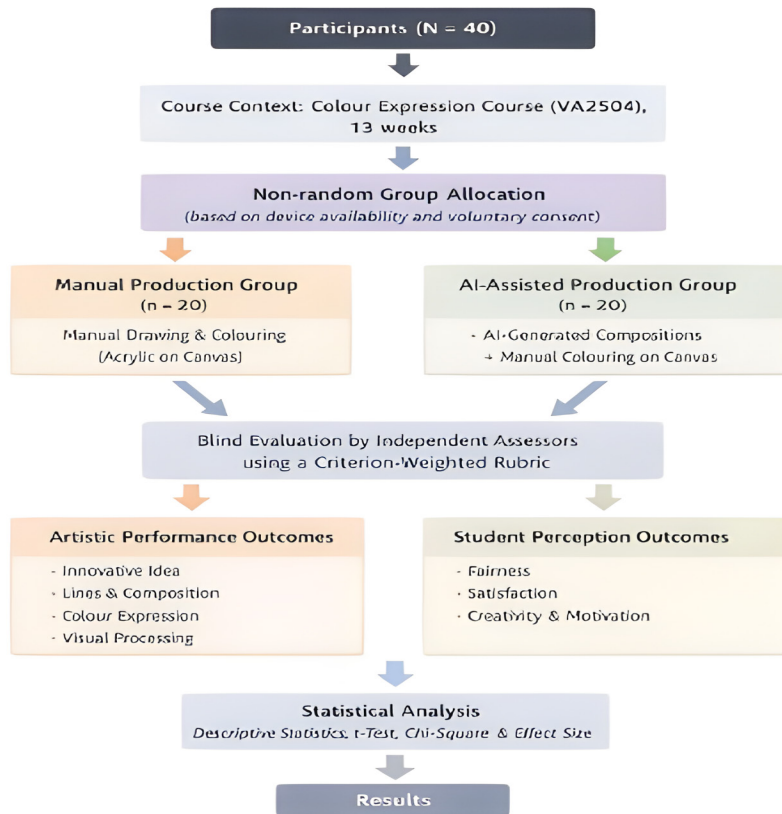 Participants (N = 40)
Course Context: Colour Expression Course (VA2504),
13 weeks
Non-random Group Allocation
(based on device availability and voluntary consent)
Manual Production Group
(n – 20)
Manual Drawing & Colouring
(Acrylic on Canvas)
AI-Assisted Production Group
(n – 20)
- AI-Generated Compositions
→ Manual Colouring on Canvas
Blind Evaluation by Independent Assessors
using a Criterion-Weighted Rubric
Artistic Performance Outcomes
- Innovative Idea
- Lines & Composition
- Colour Expression
- Visual Processing
Student Perception Outcomes
- Fairness
- Satisfaction
- Creativity & Motivation
Statistical Analysis
Descriptive Statistics, t-Test, Chi-Square & Effect Size
Results